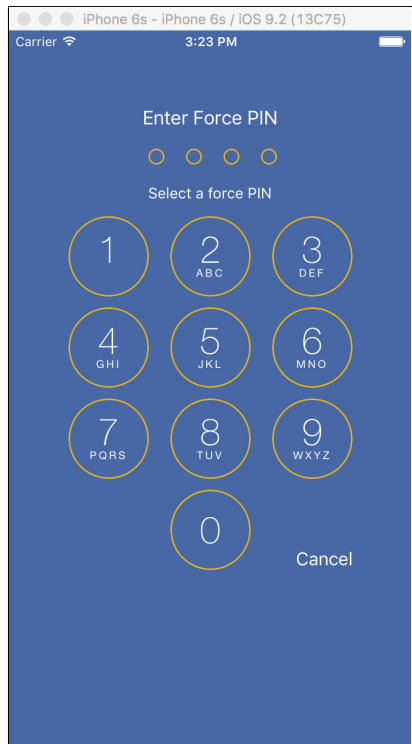 iPhone 6s - iPhone 6s / iOS 9.2 (13C75)
Carrier 3:23 PM
Enter Force PIN
Select a force PIN
1 2 3
ABC DEF
4 5 6
GHI JKL MNO
7 8 9
PQRS TUV WXYZ
0
Cancel